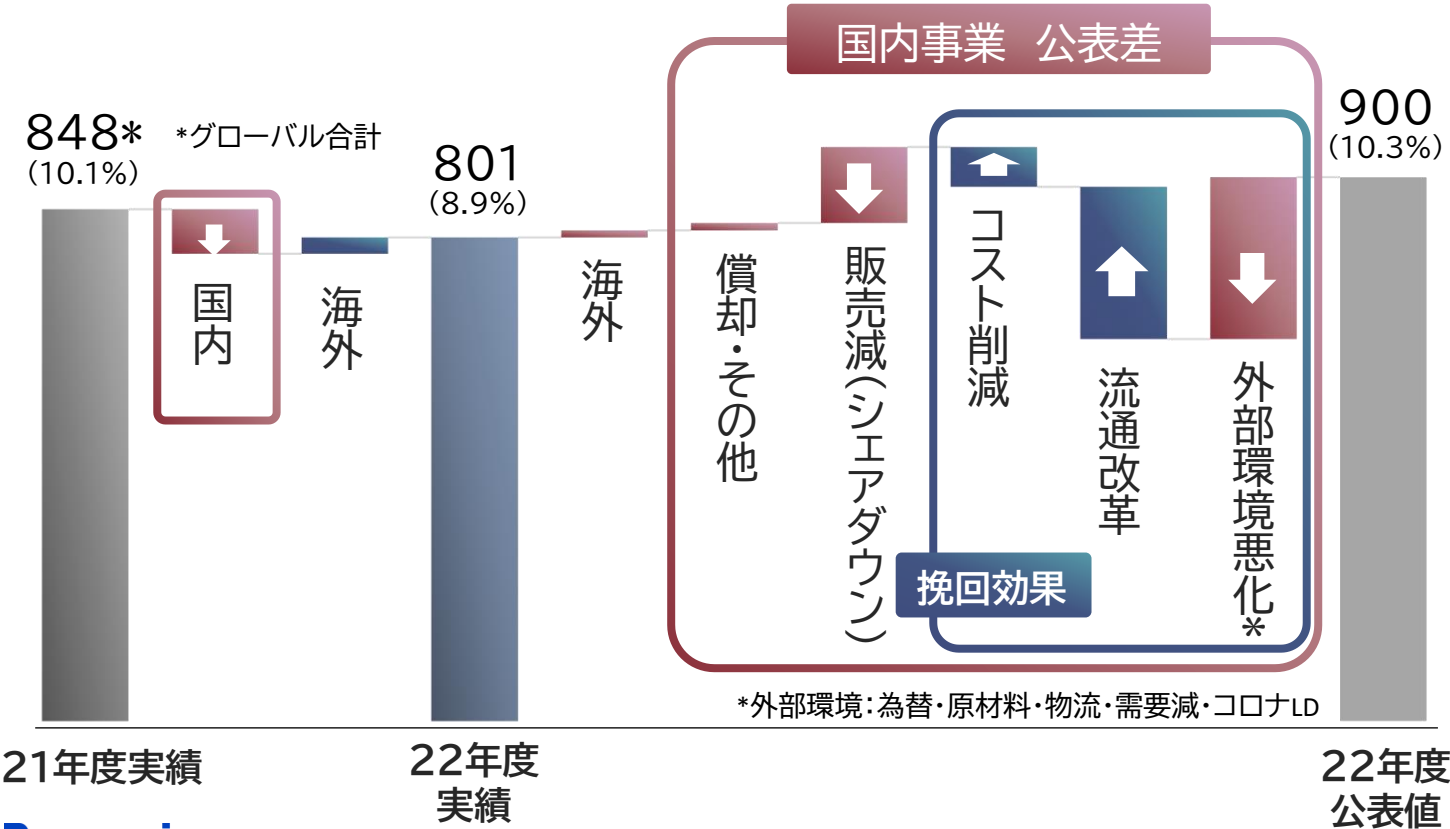 国内事業 公表差
848*
(10.1%)
*グローバル合計
801
(8.9%)
900
(10.3%)
国内
海外
海外
償却・その他
販売減(シェアダウン)
コスト削減
流通改革
外部環境悪化*
挽回効果
*外部環境:為替・原材料・物流・需要減・コロナLD
21年度実績
22年度
実績
22年度
公表値